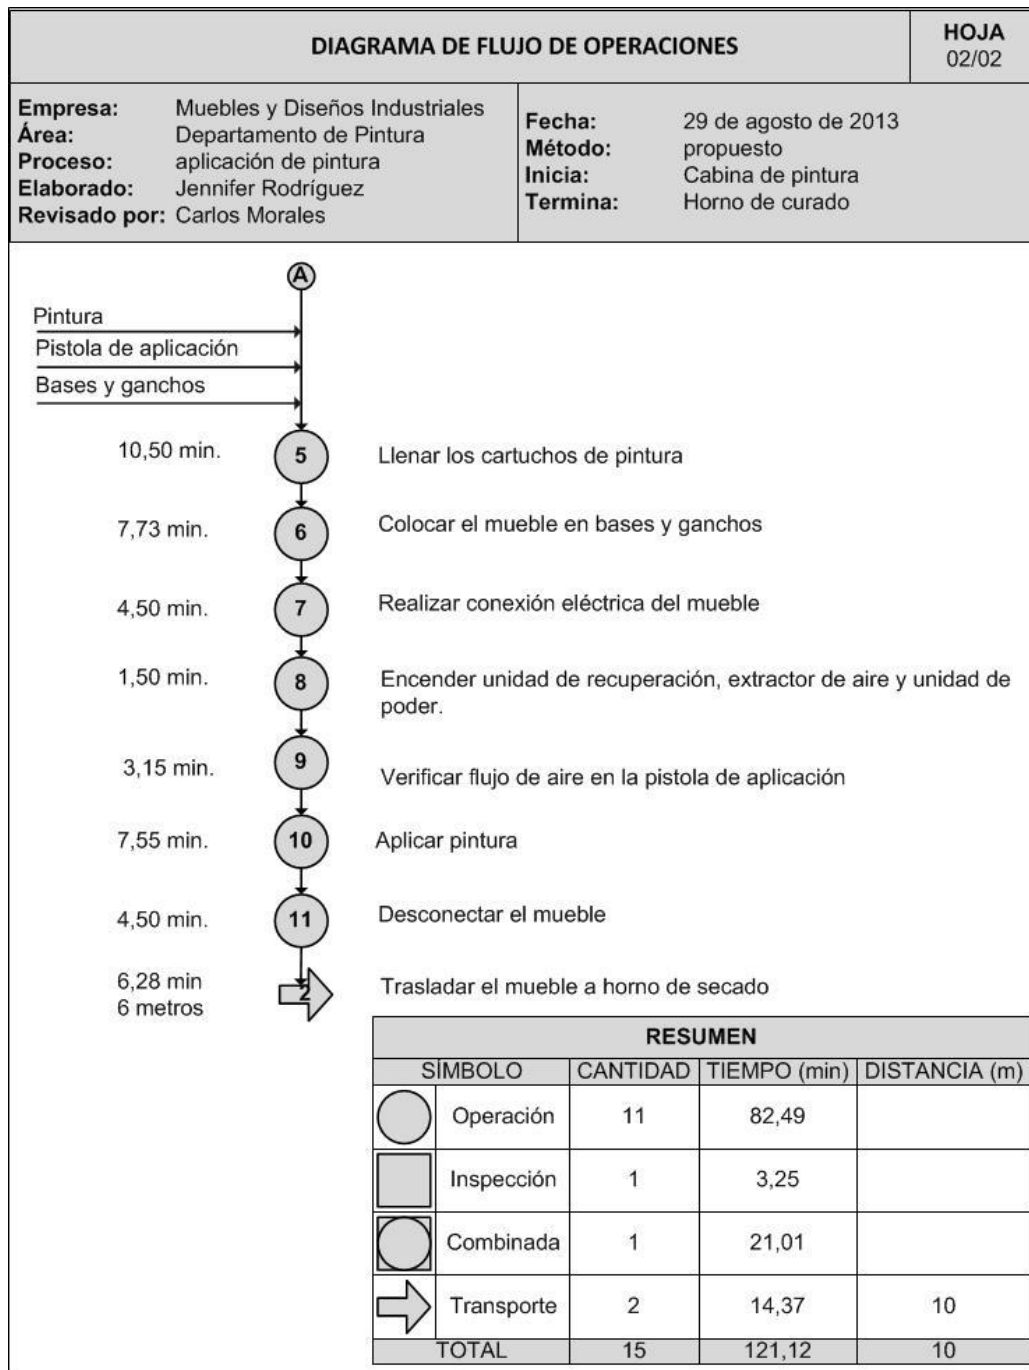 DIAGRAMA DE FLUJO DE OPERACIONES
HOJA
02/02
Empresa: Muebles y Diseños Industriales
Área: Departamento de Pintura
Proceso: aplicación de pintura
Elaborado: Jennifer Rodríguez
Revisado por: Carlos Morales
Fecha: 29 de agosto de 2013
Método: propuesto
Inicia: Cabina de pintura
Termina: Horno de curado
A
Pintura
Pistola de aplicación
Bases y ganchos
10,50 min. 5 Llenar los cartuchos de pintura
7,73 min. 6 Colocar el mueble en bases y ganchos
4,50 min. 7 Realizar conexión eléctrica del mueble
1,50 min. 8 Encender unidad de recuperación, extractor de aire y unidad de
poder.
3,15 min. 9 Verificar flujo de aire en la pistola de aplicación
7,55 min. 10 Aplicar pintura
4,50 min. 11 Desconectar el mueble
6,28 min 2 Trasladar el mueble a horno de secado
6 metros
RESUMEN
SÍMBOLO CANTIDAD TIEMPO (min) DISTANCIA (m)
Operación 11 82,49
Inspección 1 3,25
Combinada 1 21,01
Transporte 2 14,37 10
TOTAL 15 121,12 10